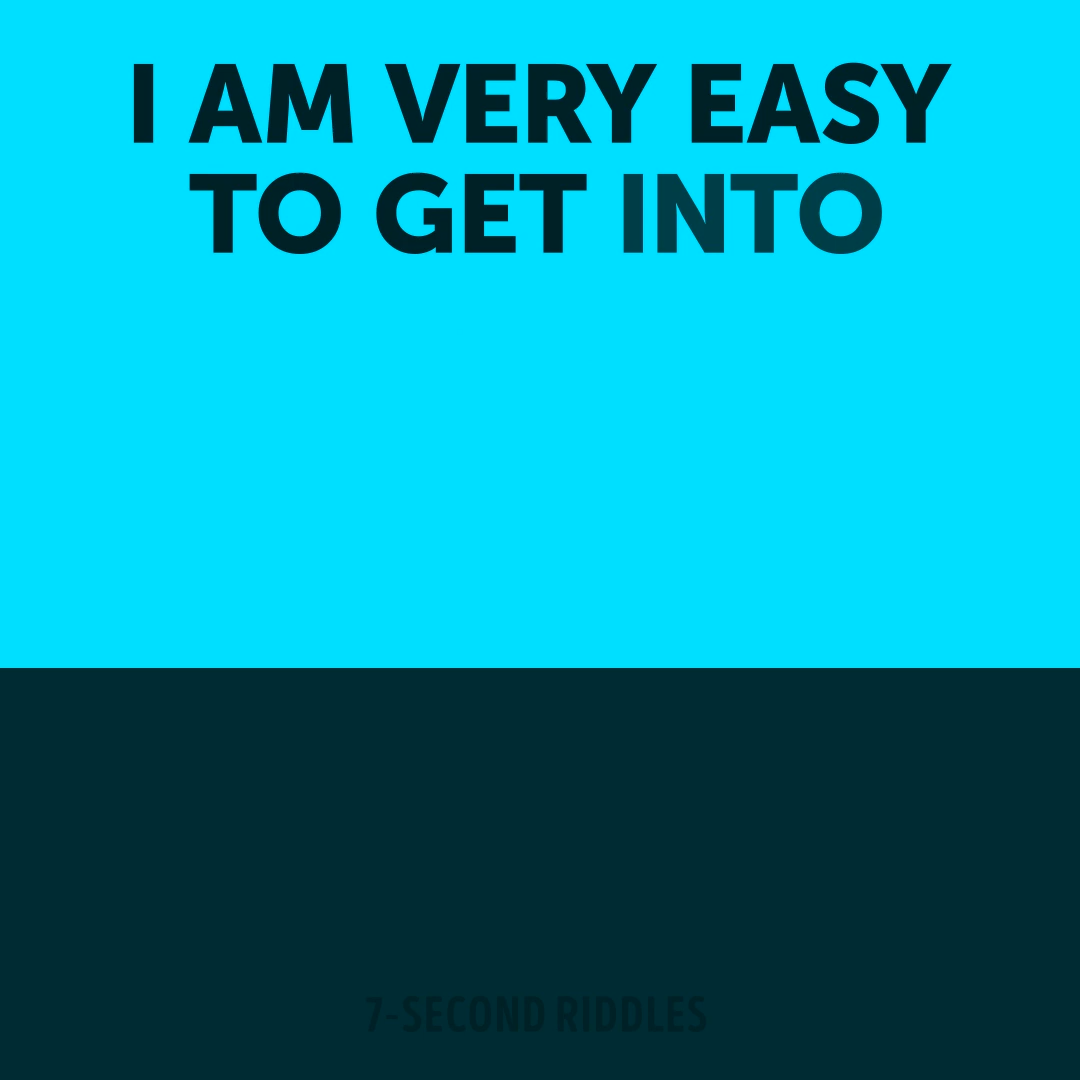 I AM VERY EASY
TO GET INTO
7-SECOND RIDDLES